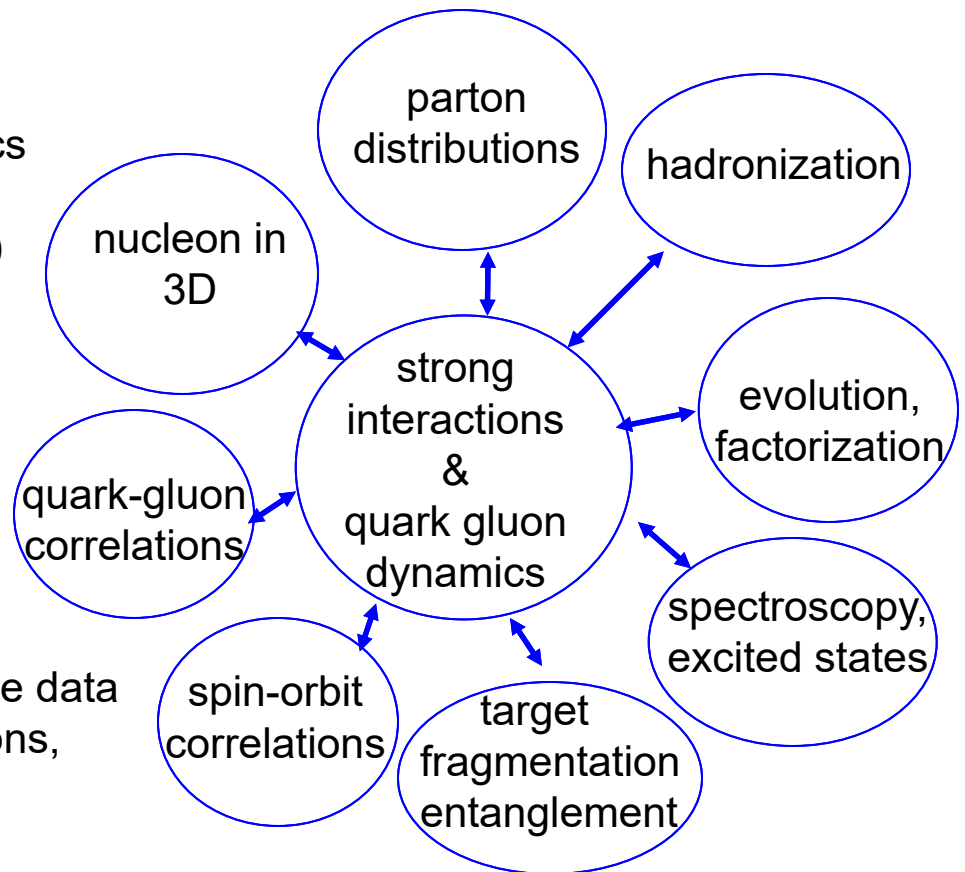 parton
distributions
hadronization
nucleon in
3D
strong
interactions
&
quark gluon
dynamics
evolution,
factorization
quark-gluon
correlations
spectroscopy,
excited states
spin-orbit
correlations
target
fragmentation
entanglement
cs
)
e data
ons,